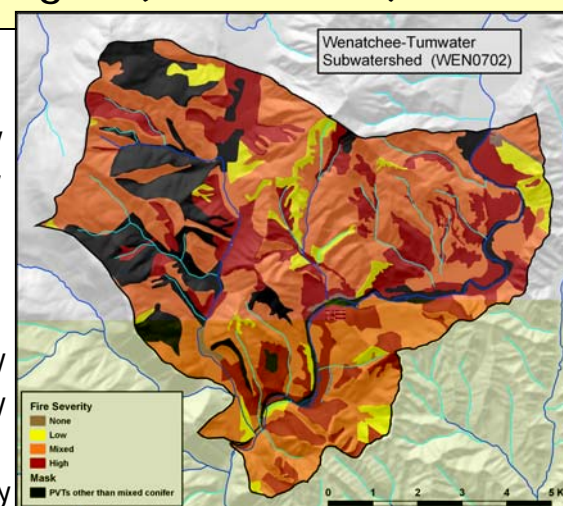 Wenatchee-Tumwater
Subwatershed (WEN0702)
Fire Severity
None
Low
Mixed
High
Mask
PVTs other than mixed conifer
0 1 2 3 4 5 K
y